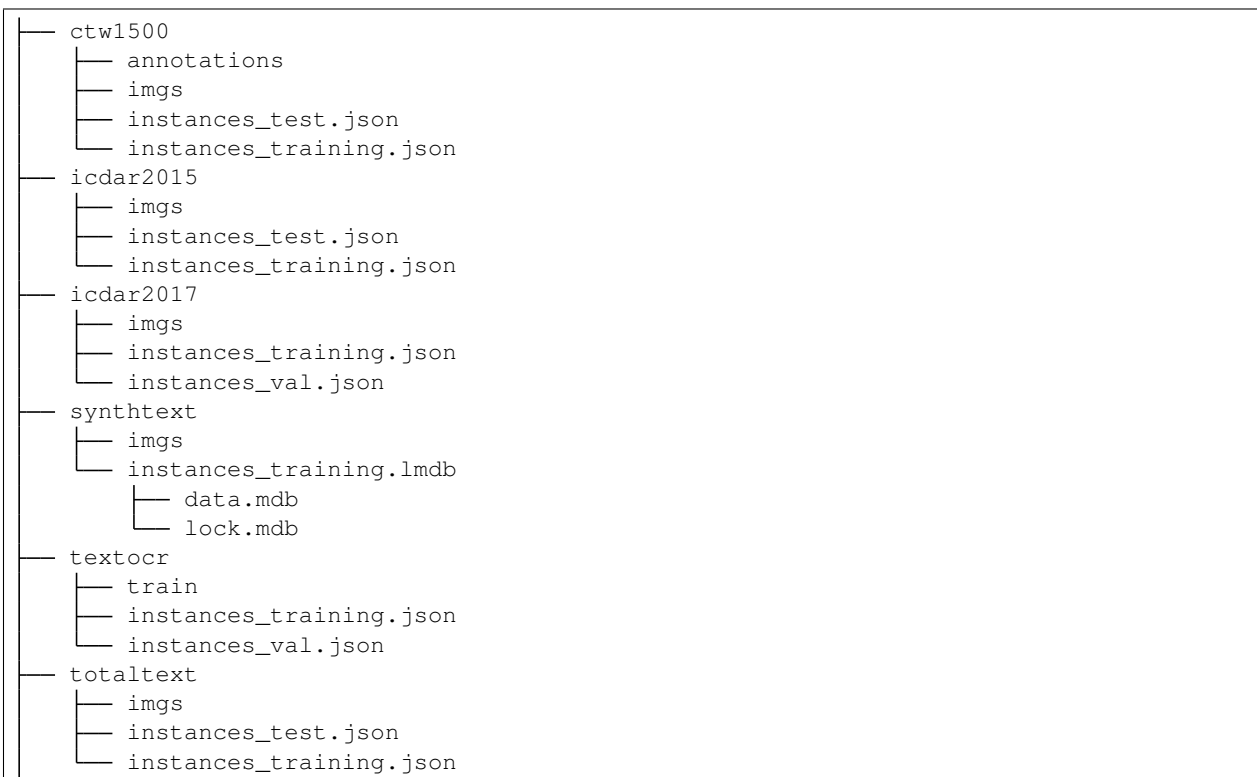 ├── ctw1500
│   ├── annotations
│   ├── imgs
│   ├── instances_test.json
│   └── instances_training.json
├── icdar2015
│   ├── imgs
│   ├── instances_test.json
│   └── instances_training.json
├── icdar2017
│   ├── imgs
│   ├── instances_training.json
│   └── instances_val.json
├── synthtext
│   ├── imgs
│   └── instances_training.lmdb
│       ├── data.mdb
│       └── lock.mdb
├── textocr
│   ├── train
│   ├── instances_training.json
│   └── instances_val.json
├── totaltext
│   ├── imgs
│   ├── instances_test.json
│   └── instances_training.json